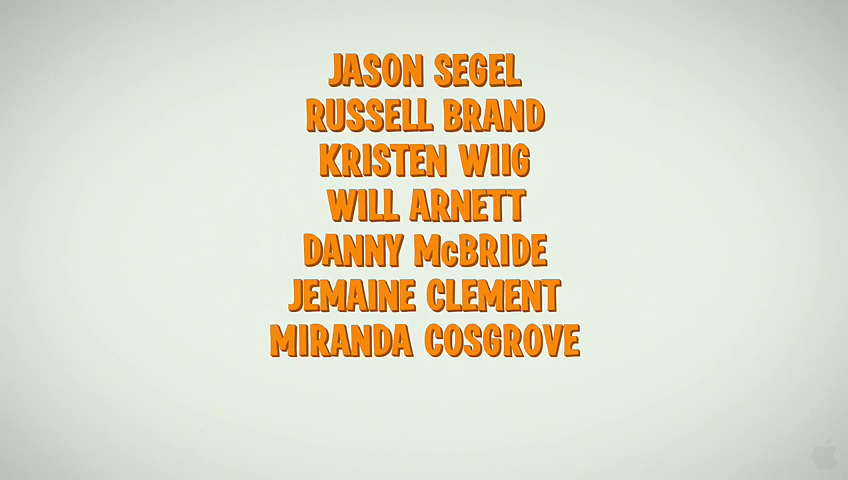 JASON SEGEL
RUSSELL BRAND
KRISTEN WIIG
WILL ARNETT
DANNY McBRIDE
JEMAINE CLEMENT
MIRANDA COSGROVE